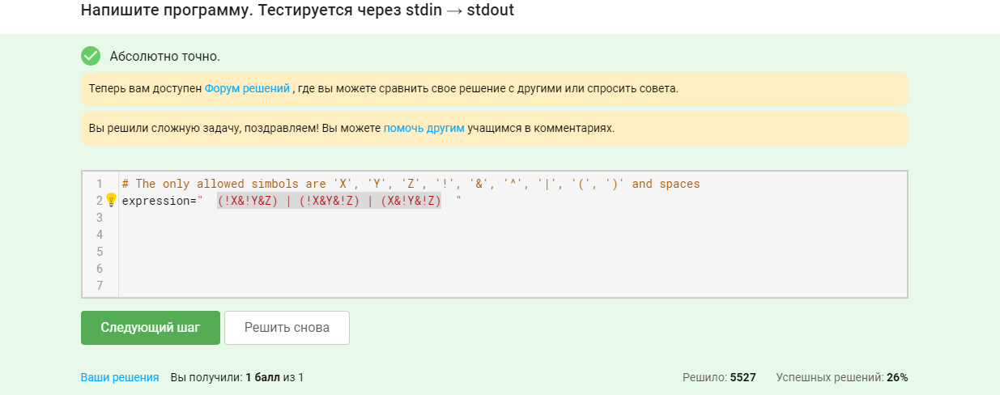 Напишите программу. Тестируется через stdin → stdout
Абсолютно точно.
Теперь вам доступен Форум решений , где вы можете сравнить свое решение с другими или спросить совета.
Вы решили сложную задачу, поздравляем! Вы можете помочь другим учащимся в комментариях.
1 # The only allowed simbols are 'X', 'Y', 'Z', '!', '&', '^', '|', '(', ')' and spaces
2 expression="  (!X&!Y&Z) | (!X&Y&!Z) | (X&!Y&!Z)  "
3
4
5
6
7
Следующий шаг Решить снова
Ваши решения Вы получили: 1 балл из 1 Решило: 5527 Успешных решений: 26%